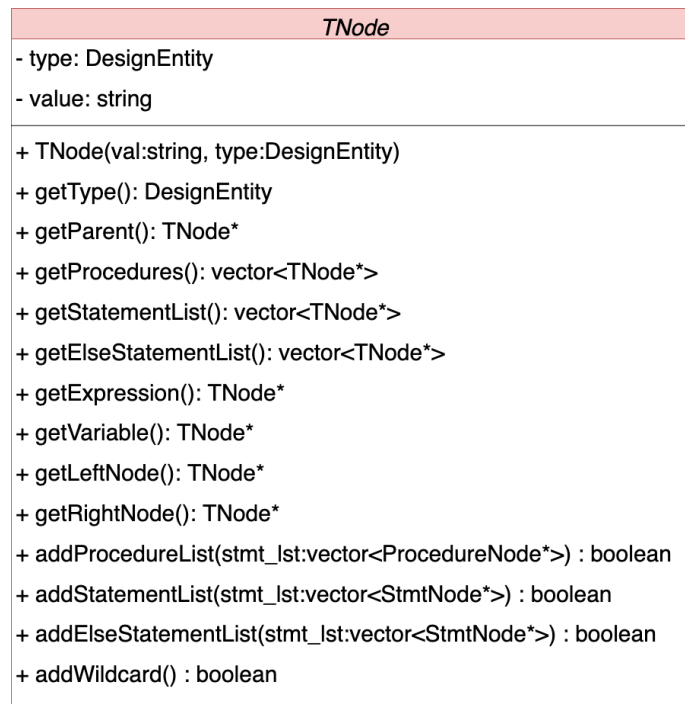 TNode
- type: DesignEntity
- value: string
+ TNode(val:string, type:DesignEntity)
+ getType(): DesignEntity
+ getParent(): TNode*
+ getProcedures(): vector<TNode*>
+ getStatementList(): vector<TNode*>
+ getElseStatementList(): vector<TNode*>
+ getExpression(): TNode*
+ getVariable(): TNode*
+ getLeftNode(): TNode*
+ getRightNode(): TNode*
+ addProcedureList(stmt_lst:vector<ProcedureNode*>) : boolean
+ addStatementList(stmt_lst:vector<StmtNode*>) : boolean
+ addElseStatementList(stmt_lst:vector<StmtNode*>) : boolean
+ addWildcard() : boolean